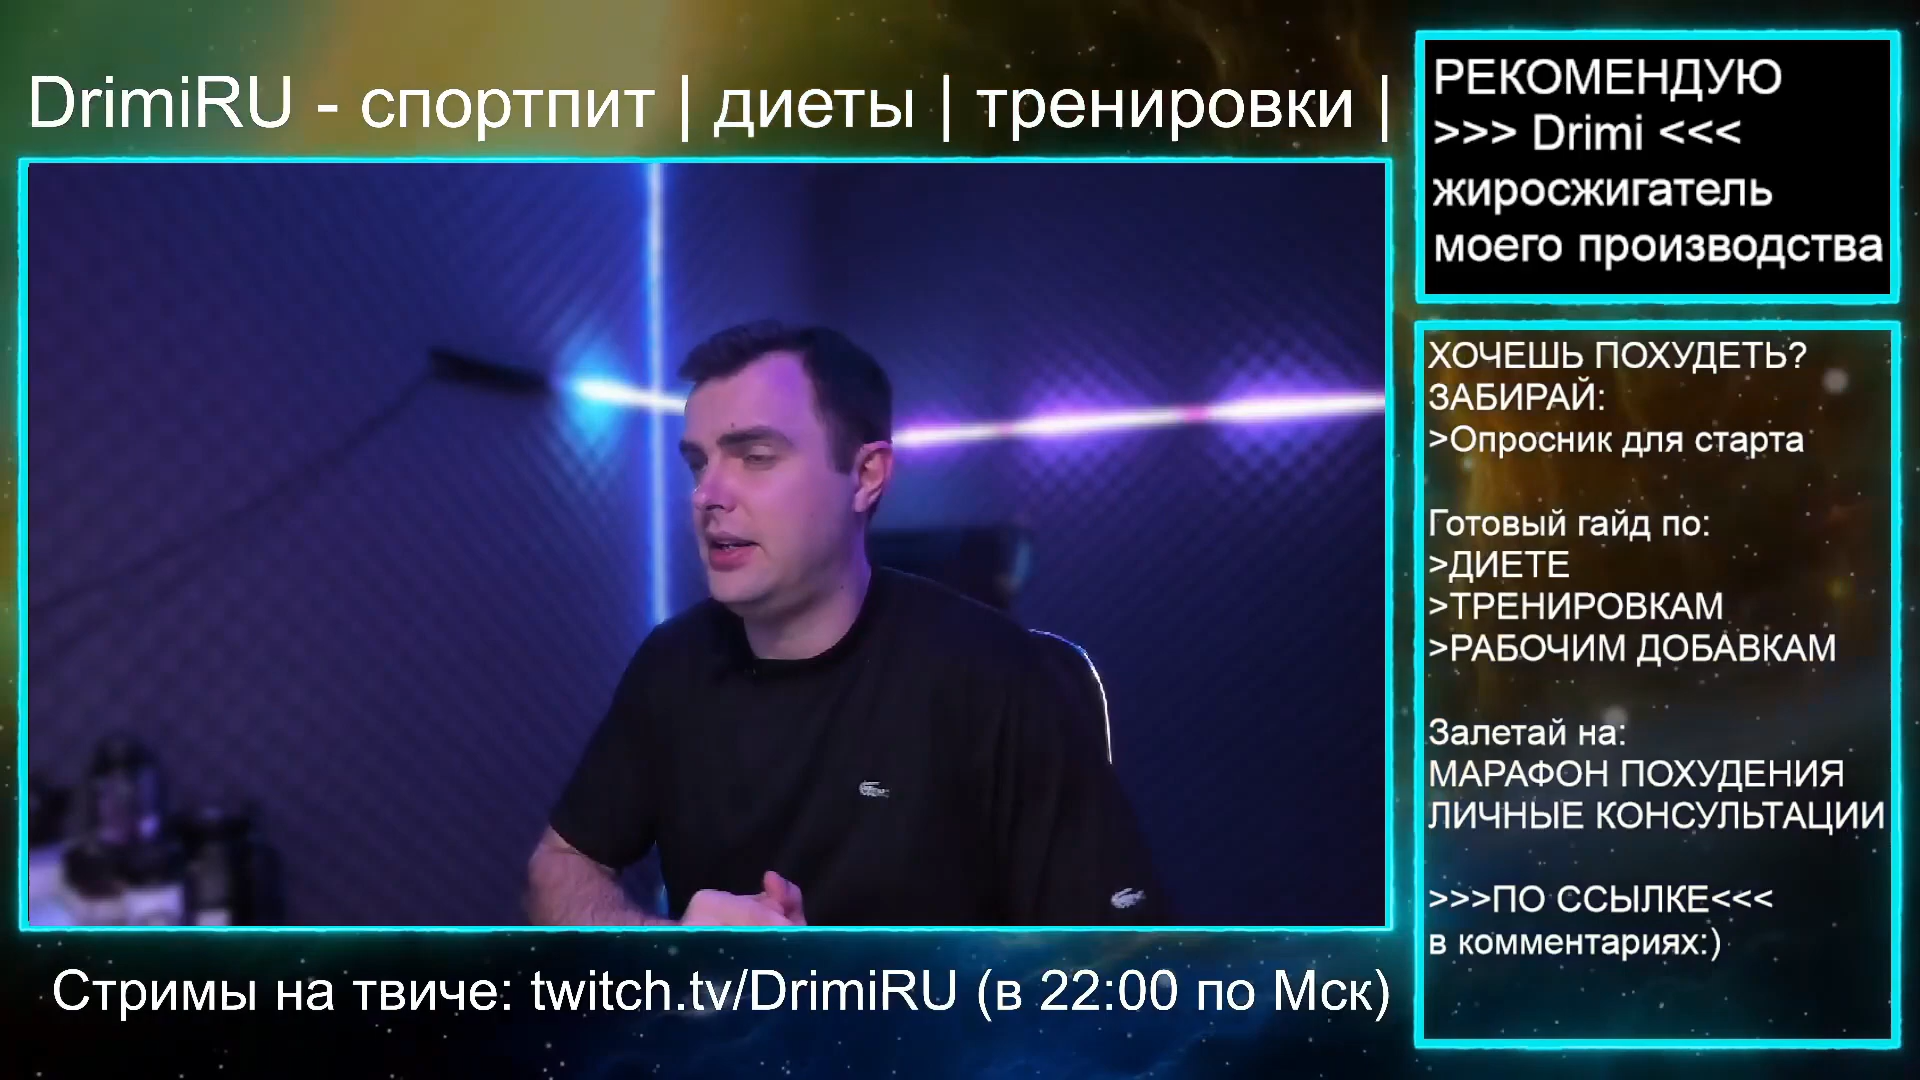 DrimiRU - спортпит | диеты | тренировки |
РЕКОМЕНДУЮ
>>> Drimi <<<
жиросжигатель
моего производства
ХОЧЕШЬ ПОХУДЕТЬ?
ЗАБИРАЙ:
>Опросник для старта
Готовый гайд по:
>ДИЕТЕ
>ТРЕНИРОВКАМ
>РАБОЧИМ ДОБАВКАМ
Залетай на:
МАРАФОН ПОХУДЕНИЯ
ЛИЧНЫЕ КОНСУЛЬТАЦИИ
>>>ПО ССЫЛКЕ<<<
в комментариях:)
Стримы на твиче: twitch.tv/DrimiRU (в 22:00 по Мск)